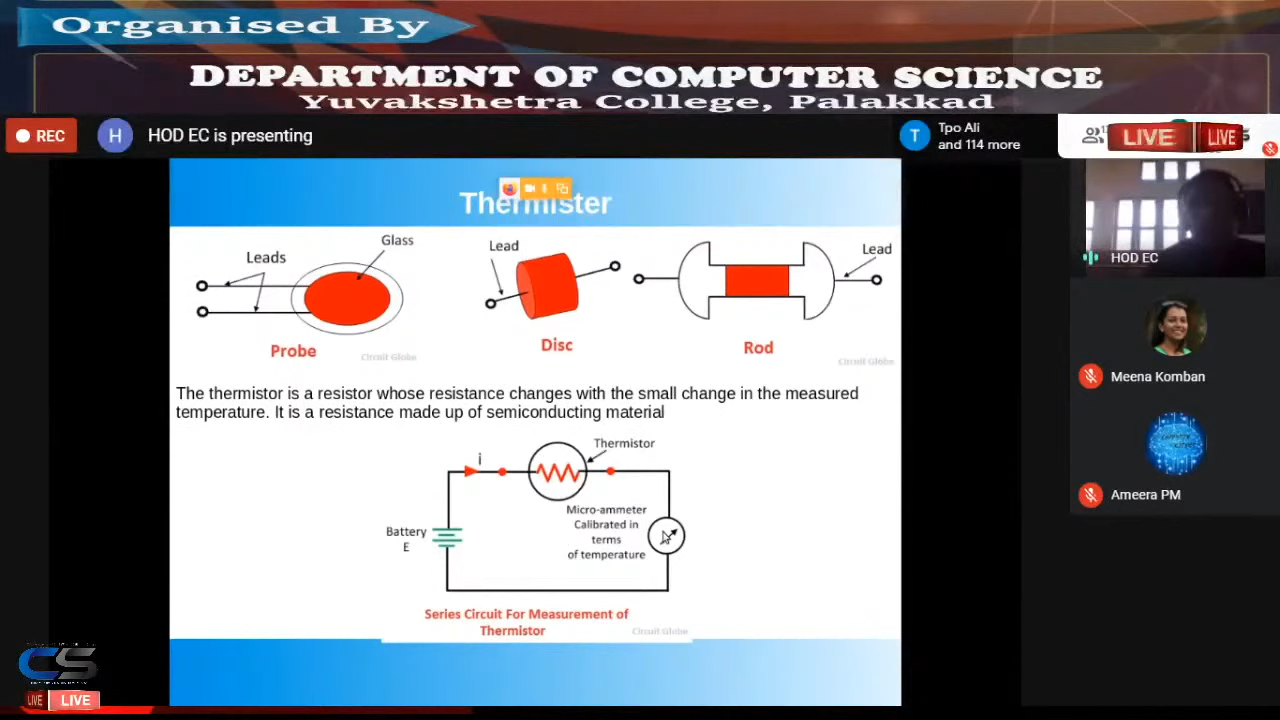 Organised By
DEPARTMENT OF COMPUTER SCIENCE
Yuvakshetra College, Palakkad
REC
H
HOD EC is presenting
T
Tpo Ali
and 114 more
LIVE
LIVE
Thermister
Leads
Glass
Probe
Circuit Globe
Lead
Disc
Lead
Rod
Circuit Globe
The thermistor is a resistor whose resistance changes with the small change in the measured
temperature. It is a resistance made up of semiconducting material
i
Thermistor
Battery
E
Micro-ammeter
Calibrated in
terms
of temperature
Series Circuit For Measurement of
Thermistor
Circuit Globe
HOD EC
Meena Komban
Ameera PM
CS
LIVE
LIVE